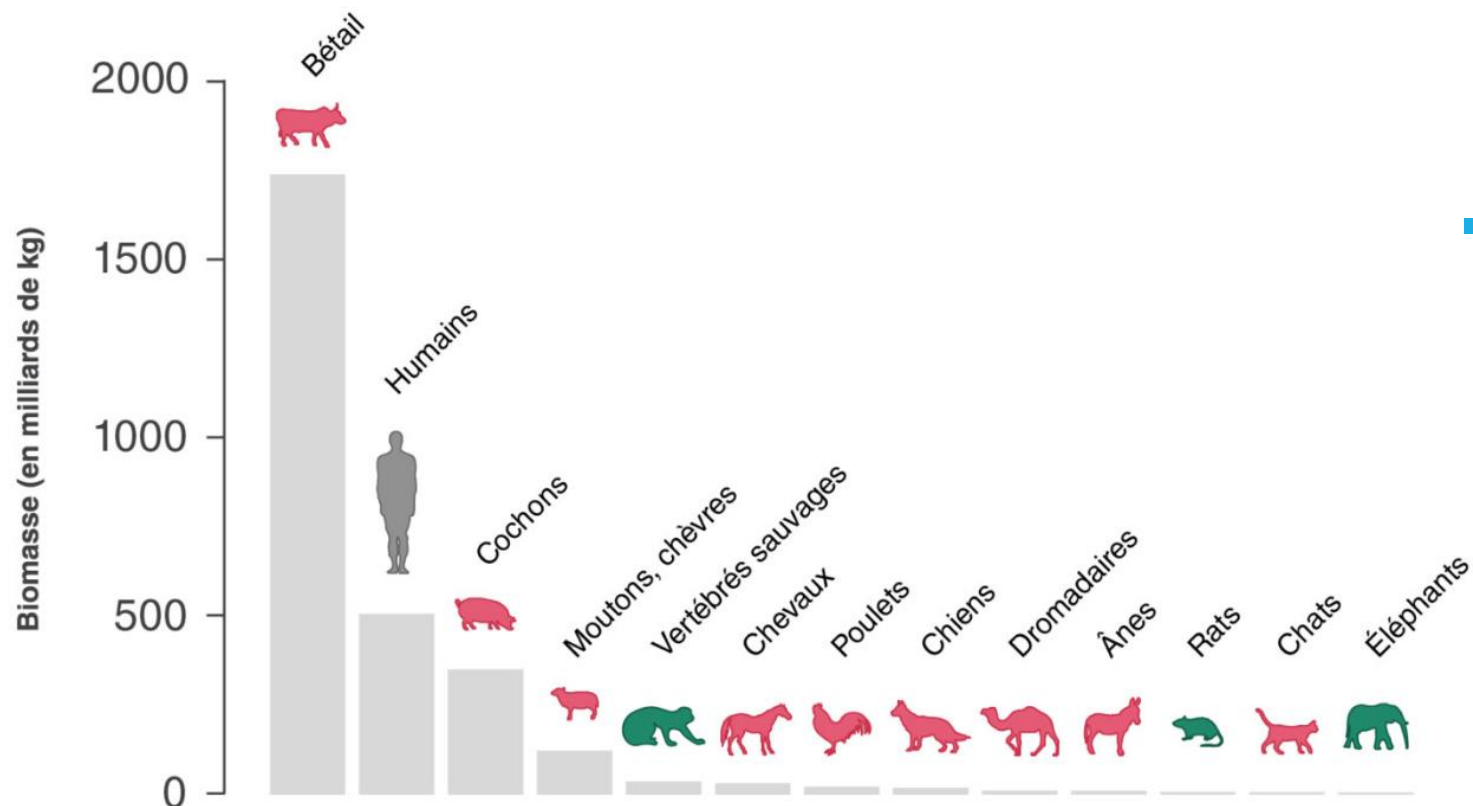 Biomasse (en milliards de kg)
2000
1500
1000
500
0
Bétail
Humains
Cochons
Moutons, chèvres
Vertébrés sauvages
Chevaux
Poulets
Chiens
Dromadaires
Ânes
Rats
Chats
Éléphants